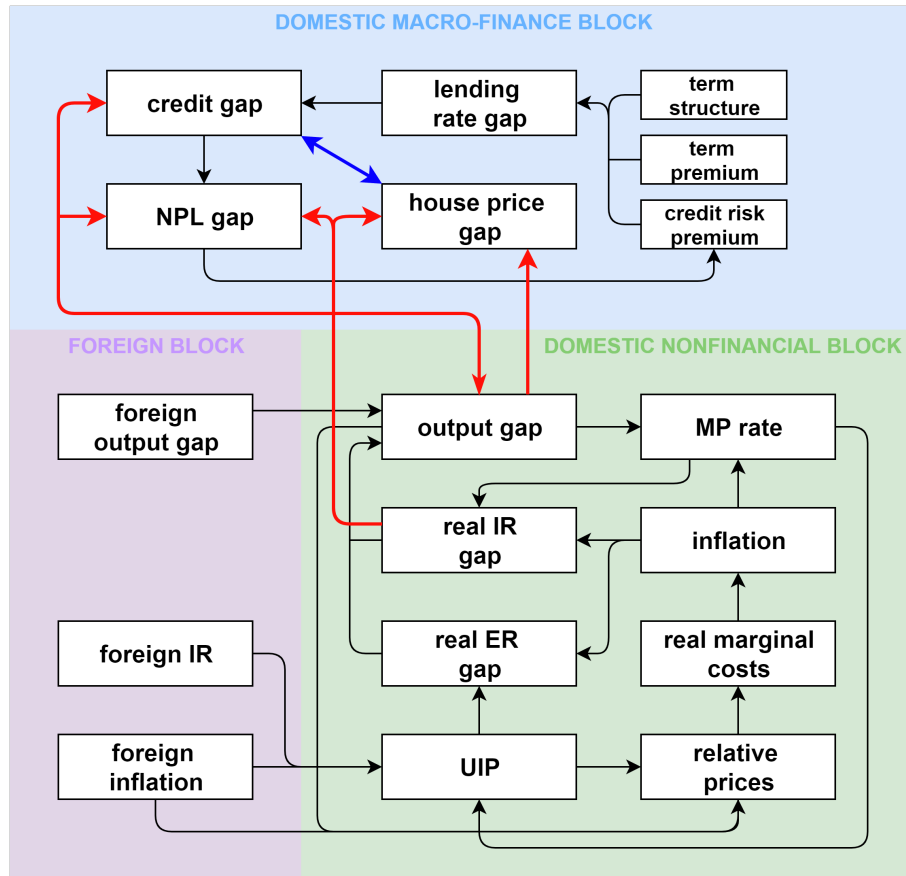 DOMESTIC MACRO-FINANCE BLOCK
credit gap
lending
rate gap
term
structure
term
premium
NPL gap
house price
gap
credit risk
premium
FOREIGN BLOCK
DOMESTIC NONFINANCIAL BLOCK
foreign
output gap
output gap
MP rate
real IR
gap
inflation
foreign IR
real ER
gap
real marginal
costs
foreign
inflation
UIP
relative
prices